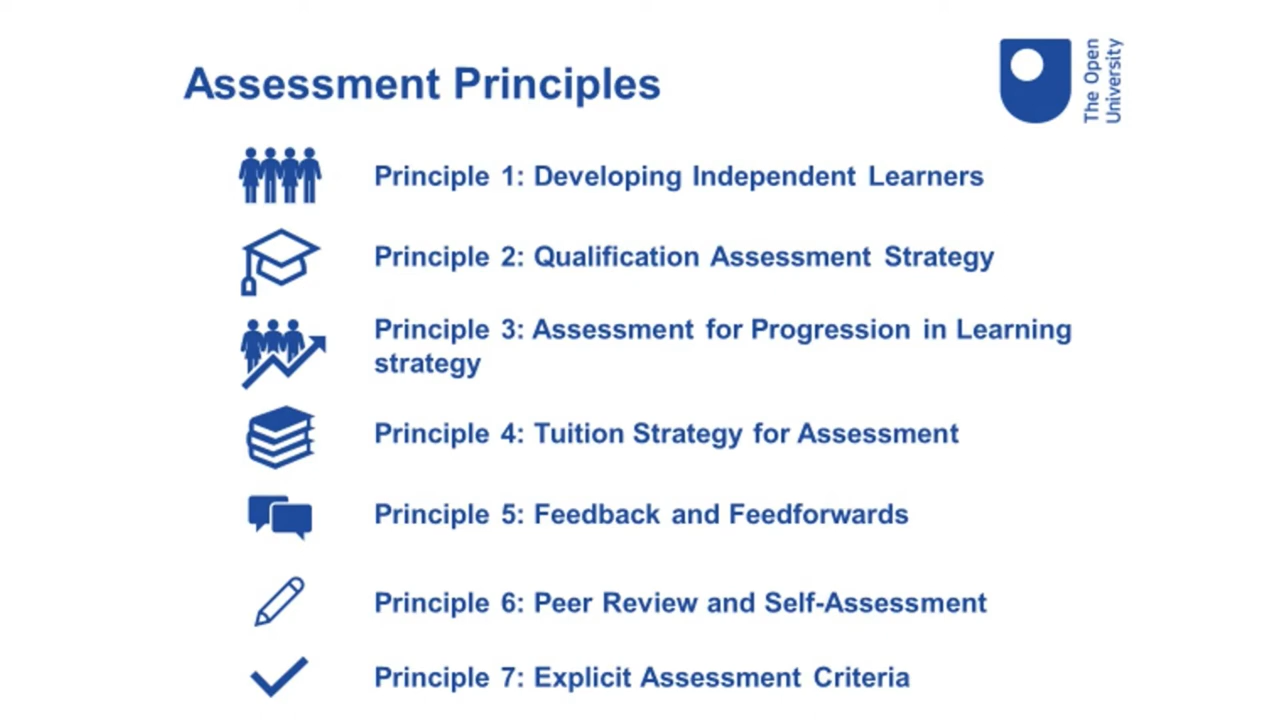 Assessment Principles
The Open
University
Principle 1: Developing Independent Learners
Principle 2: Qualification Assessment Strategy
Principle 3: Assessment for Progression in Learning
strategy
Principle 4: Tuition Strategy for Assessment
Principle 5: Feedback and Feedforwards
Principle 6: Peer Review and Self-Assessment
Principle 7: Explicit Assessment Criteria